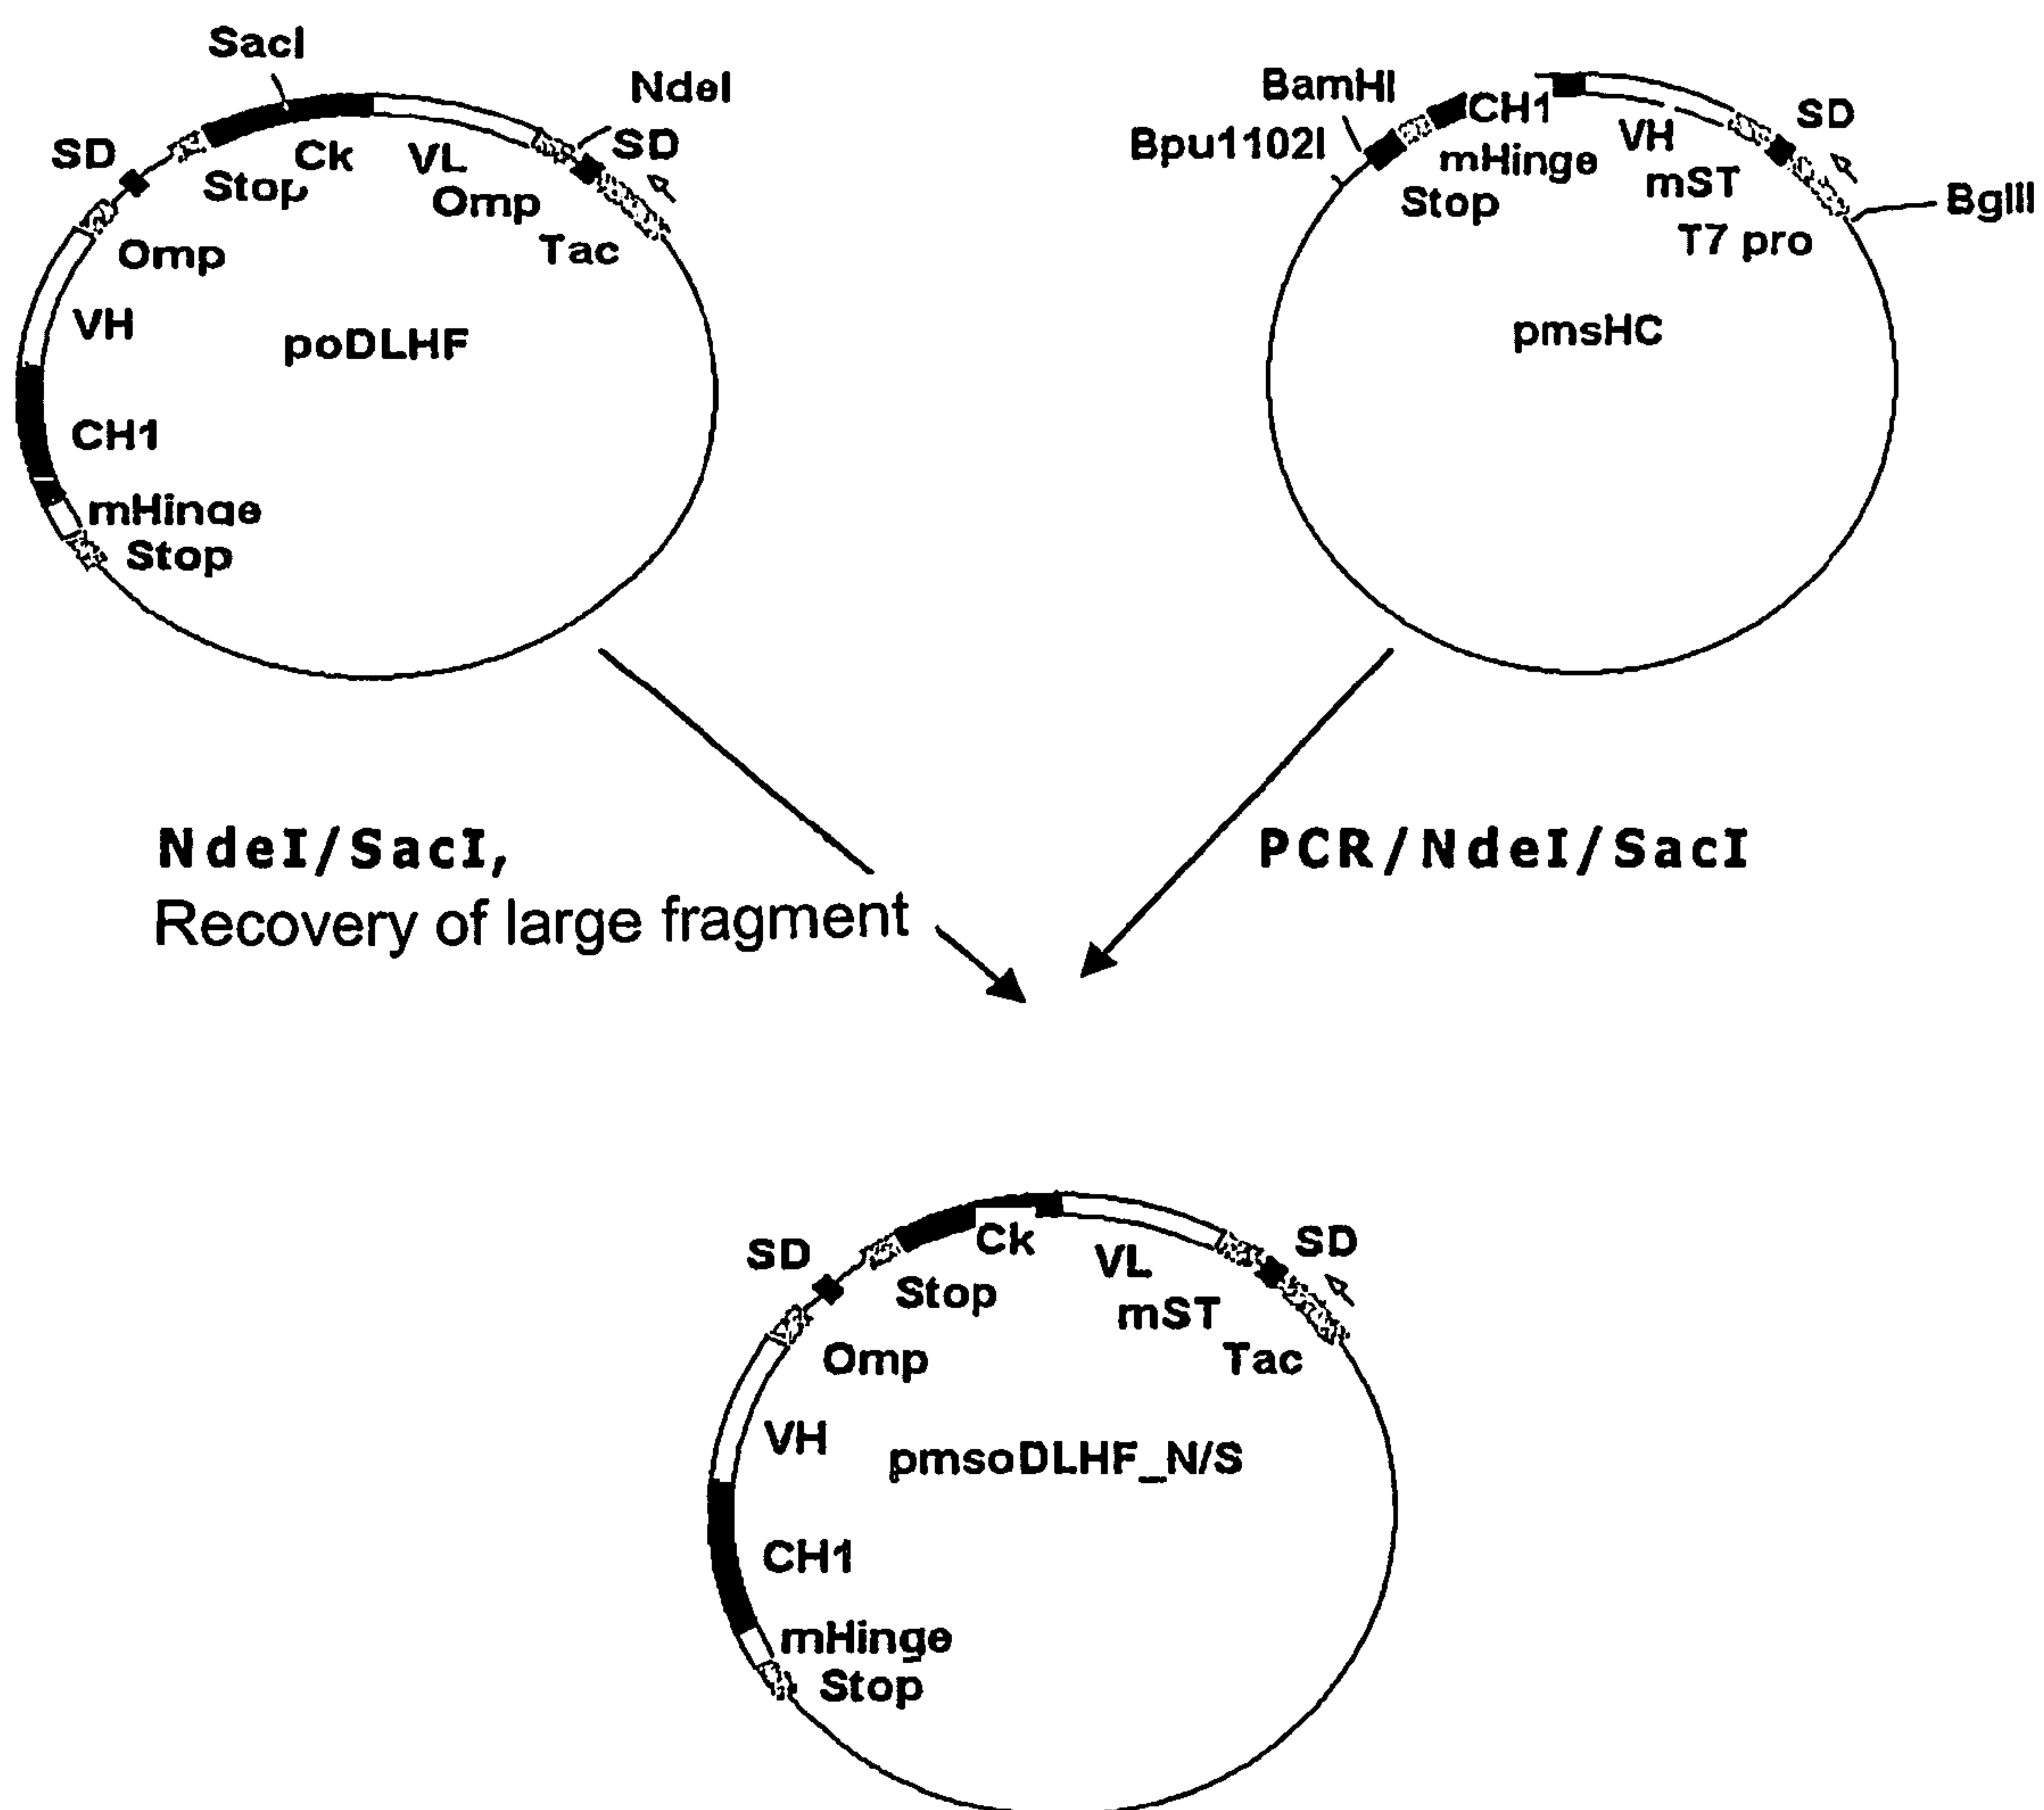 SacI
NdeI
SD
SD
Ck
VL
Stop
Omp
Omp
Tac
VH
poDLHF
CH1
mHinge
Stop
BamHI
CH1
SD
Bpu1102I
VH
mHinge
mST
Stop
BglII
T7 pro
pmsHC
NdeI/SacI,
Recovery of large fragment
PCR/NdeI/SacI
SD
Ck
SD
VL
Stop
mST
Omp
Tac
VH
pmsoDLHF_N/S
CH1
mHinge
Stop